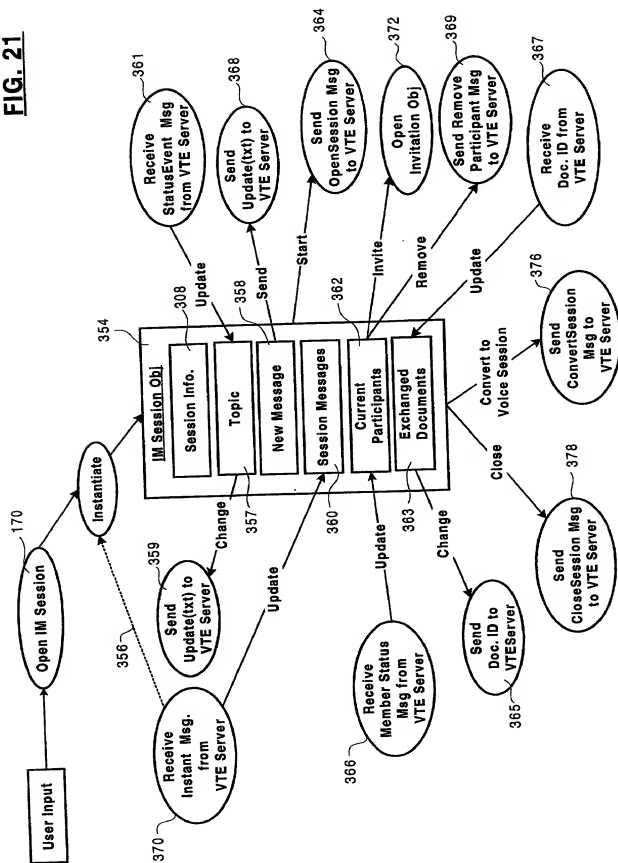 FIG. 21
User Input
170
Open IM Session
Instantiate
356
370
Receive
Instant Msg.
from
VTE Server
Update
359
Send
Update(txt) to
VTE Server
Change
357
354
IM Session Obj
308
Session Info.
Topic
358
New Message
Session Messages
360
362
Current
Participants
Exchanged
Documents
363
361
Receive
StatusEvent Msg
from VTE Server
Update
368
Send
Update(txt) to
VTE Server
Send
364
Send
OpenSession Msg
to VTE Server
Start
372
Open
Invitation Obj
Invite
369
Send Remove
Participant Msg
to VTE Server
Remove
367
Receive
Doc. ID from
VTE Server
Update
366
Receive
Member Status
Msg from
VTE Server
Update
365
Send
Doc. ID to
VTEServer
Change
378
Send
CloseSession Msg
to VTE Server
Close
376
Send
ConvertSession
Msg to
VTE Server
Convert to
Voice Session